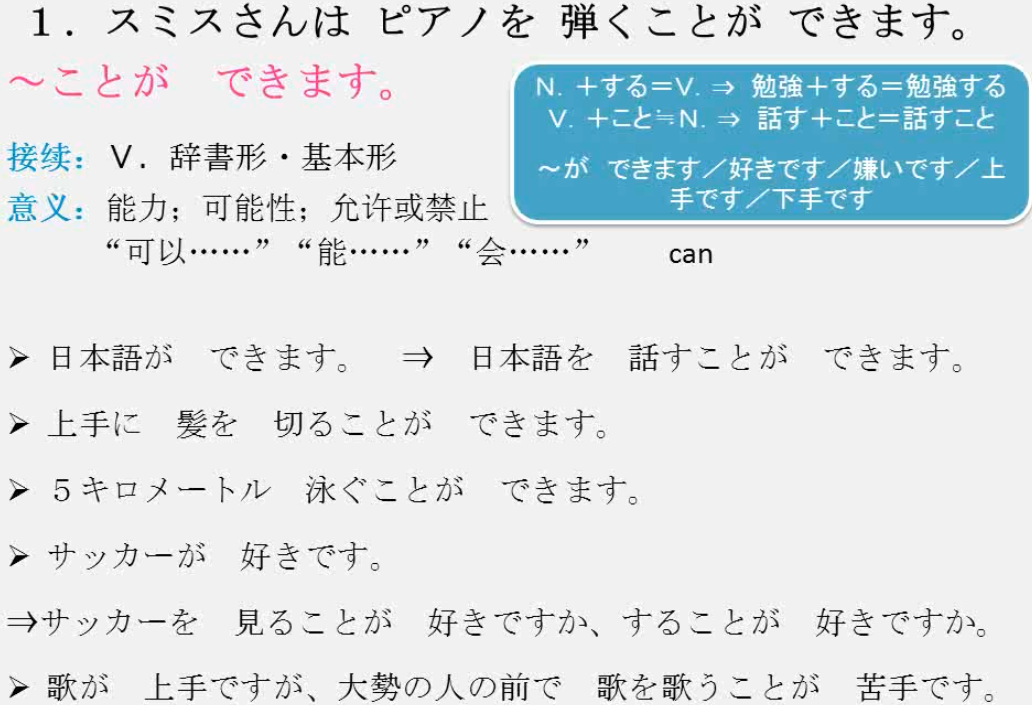 1．スミスさんは ピアノを 弾くことが できます。
～ことが　できます。
N. ＋する＝V. ⇒ 勉強＋する＝勉強する
V. ＋こと≒N. ⇒ 話す＋こと＝話すこと
～が　できます／好きです／嫌いです／上
手です／下手です
接续：V．辞書形・基本形
意义：能力；可能性；允许或禁止
“可以……”“能……”“会……”　can
➢ 日本語が　できます。　⇒　日本語を　話すことが　できます。
➢ 上手に　髪を　切ることが　できます。
➢ ５キロメートル　泳ぐことが　できます。
➢ サッカーが　好きです。
⇒サッカーを　見ることが　好きですか、することが　好きですか。
➢ 歌が　上手ですが、大勢の人の前で　歌を歌うことが　苦手です。